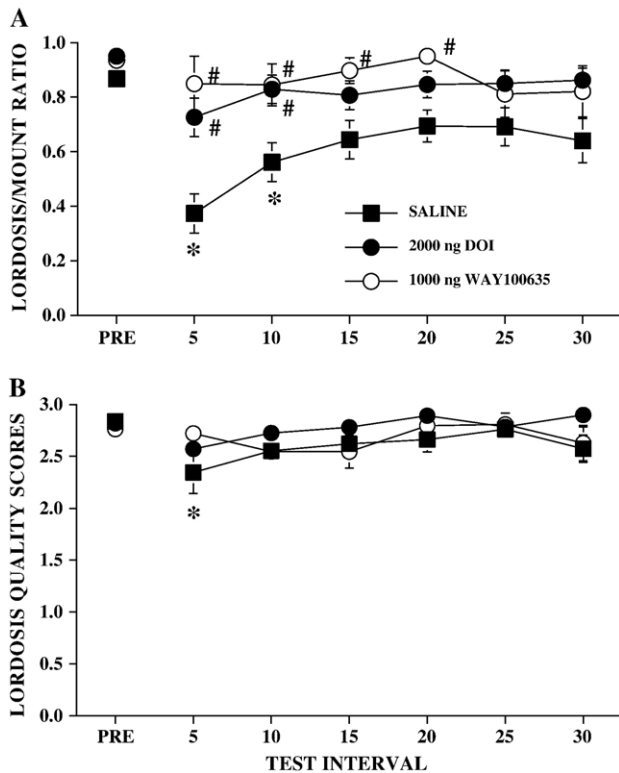 A
LORDOSIS/MOUNT RATIO
1.0
0.8
0.6
0.4
0.2
0.0
#
#
#
#
#
#
*
*
SALINE
2000 ng DOI
1000 ng WAY100635
PRE 5 10 15 20 25 30
B
LORDOSIS QUALITY SCORES
3.0
2.5
2.0
1.5
1.0
0.5
0.0
*
PRE 5 10 15 20 25 30
TEST INTERVAL